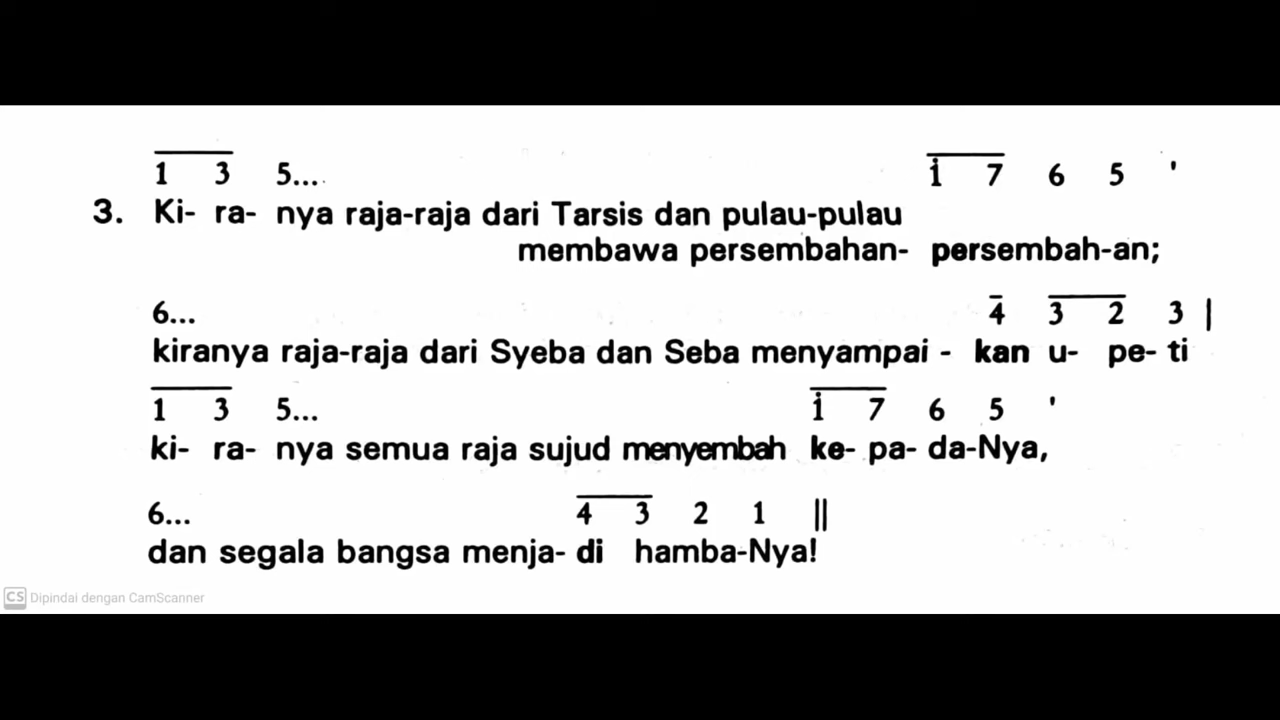 1 3 5... i 7 6 5 '
3. Ki- ra- nya raja-raja dari Tarsis dan pulau-pulau
membawa persembahan- persembah-an;
6... 4 3 2 3 |
kiranya raja-raja dari Syeba dan Seba menyampai - kan u- pe- ti
1 3 5... i 7 6 5 '
ki- ra- nya semua raja sujud menyembah ke- pa- da-Nya,
6... 4 3 2 1 ||
dan segala bangsa menja- di hamba-Nya!
CS Dipindai dengan CamScanner